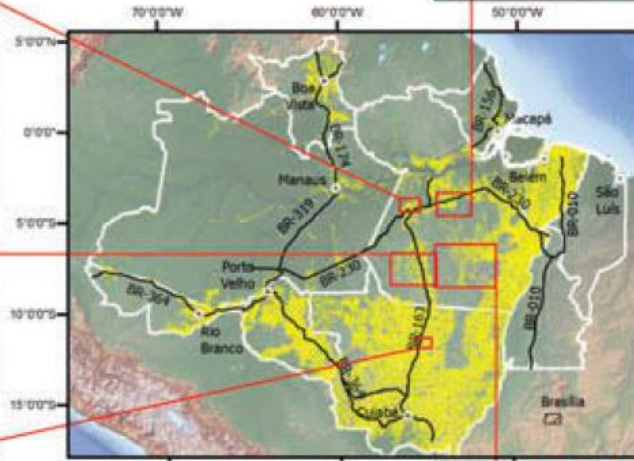 70°0'0"W
60°0'0"W
50°0'0"W
5°0'0"N
0°0'0"
5°0'0"S
10°0'0"S
15°0'0"S
Boa
Vista
BR-174
BR-156
Macapá
Belém
São
Luís
Manaus
BR-319
BR-230
BR-010
Porto
Velho
BR-230
BR-364
Rio
Branco
BR-163
BR-010
BR-364
Cuiabá
Brasília